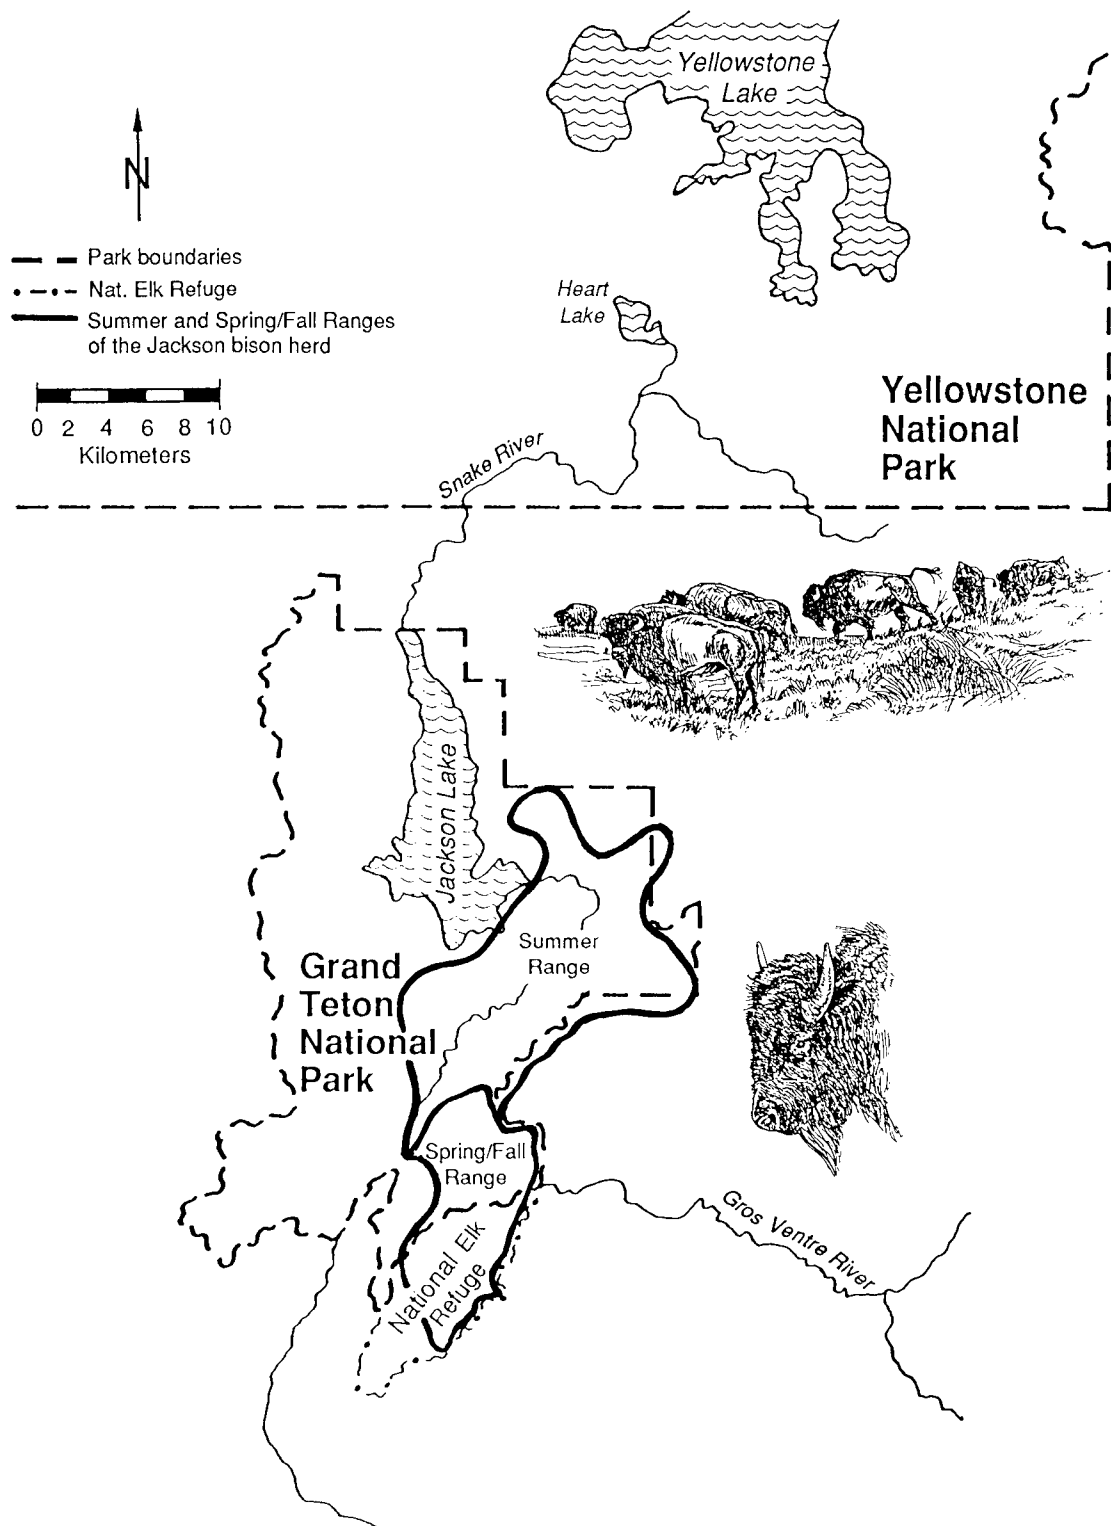 Yellowstone
Lake
N
Park boundaries
Nat. Elk Refuge
Summer and Spring/Fall Ranges
of the Jackson bison herd
0 2 4 6 8 10
Kilometers
Heart
Lake
Yellowstone
National
Park
Snake River
Jackson Lake
Summer
Range
Grand
Teton
National
Park
Spring/Fall
Range
National Elk
Refuge
Gros Ventre River